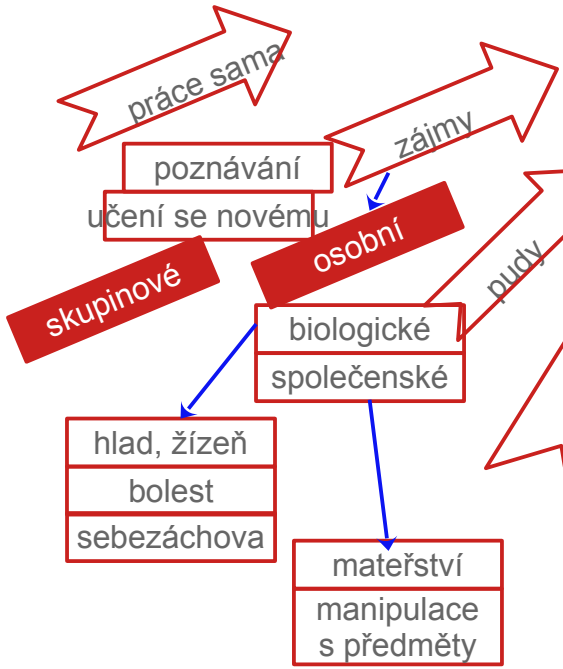 práce sama
zájmy
poznávání
učení se novému
osobní
skupinové
pudy
biologické
společenské
hlad, žízeň
bolest
sebezáchova
mateřství
manipulace
s předměty